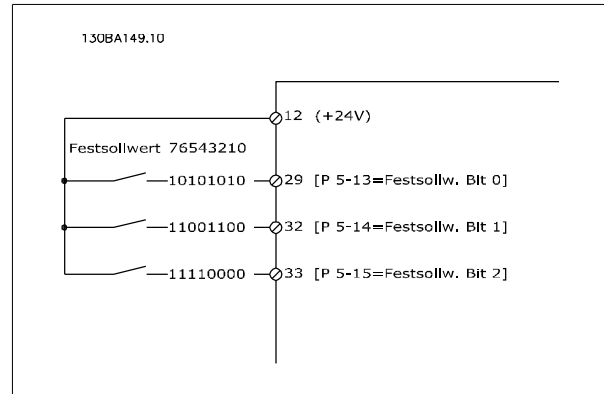 130BA149.10
12 (+24V)
Festsollwert 76543210
10101010 29 [P 5-13=Festsollw. Bit 0]
11001100 32 [P 5-14=Festsollw. Bit 1]
11110000 33 [P 5-15=Festsollw. Bit 2]